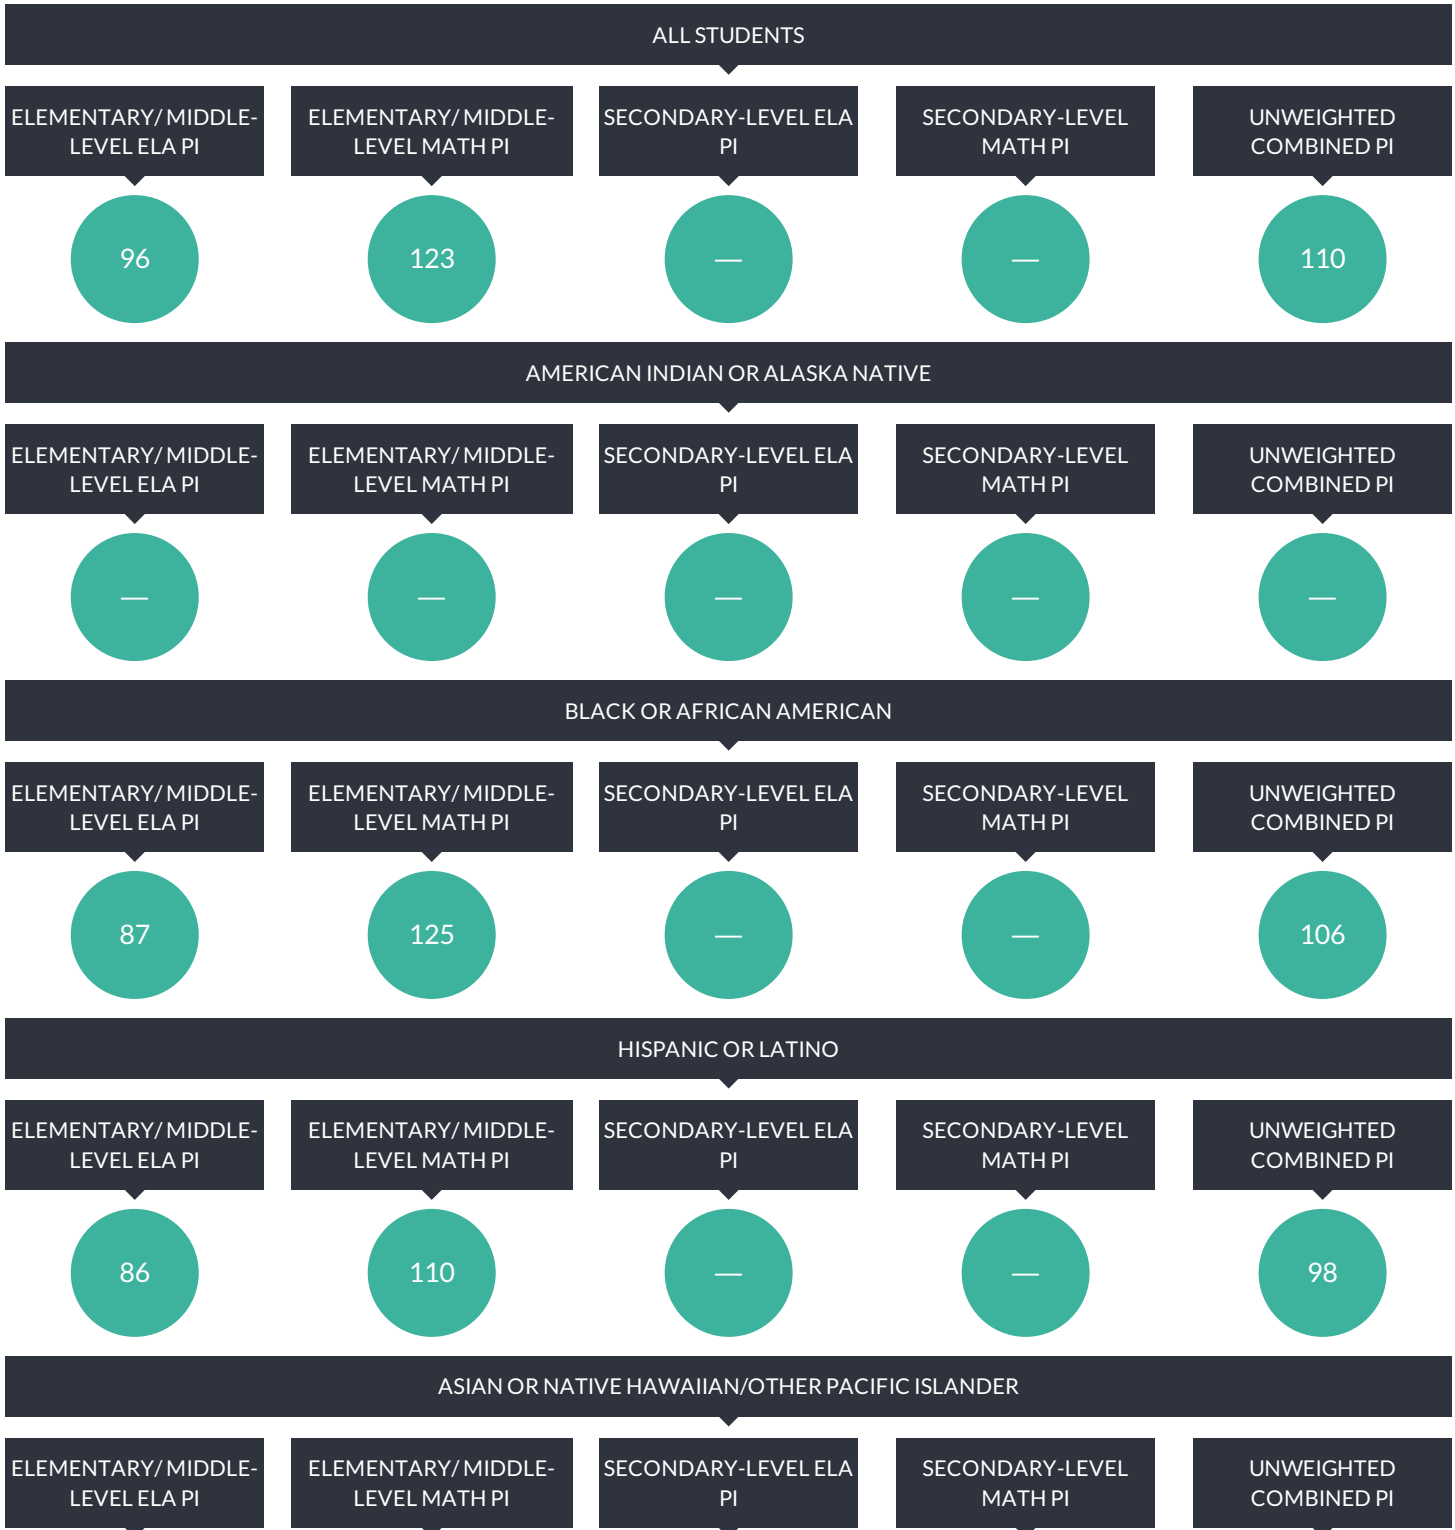 ALL STUDENTS
ELEMENTARY/ MIDDLE-
LEVEL ELA PI
ELEMENTARY/ MIDDLE-
LEVEL MATH PI
SECONDARY-LEVEL ELA
PI
SECONDARY-LEVEL
MATH PI
UNWEIGHTED
COMBINED PI
96
123
—
—
110
AMERICAN INDIAN OR ALASKA NATIVE
ELEMENTARY/ MIDDLE-
LEVEL ELA PI
ELEMENTARY/ MIDDLE-
LEVEL MATH PI
SECONDARY-LEVEL ELA
PI
SECONDARY-LEVEL
MATH PI
UNWEIGHTED
COMBINED PI
—
—
—
—
—
BLACK OR AFRICAN AMERICAN
ELEMENTARY/ MIDDLE-
LEVEL ELA PI
ELEMENTARY/ MIDDLE-
LEVEL MATH PI
SECONDARY-LEVEL ELA
PI
SECONDARY-LEVEL
MATH PI
UNWEIGHTED
COMBINED PI
87
125
—
—
106
HISPANIC OR LATINO
ELEMENTARY/ MIDDLE-
LEVEL ELA PI
ELEMENTARY/ MIDDLE-
LEVEL MATH PI
SECONDARY-LEVEL ELA
PI
SECONDARY-LEVEL
MATH PI
UNWEIGHTED
COMBINED PI
86
110
—
—
98
ASIAN OR NATIVE HAWAIIAN/OTHER PACIFIC ISLANDER
ELEMENTARY/ MIDDLE-
LEVEL ELA PI
ELEMENTARY/ MIDDLE-
LEVEL MATH PI
SECONDARY-LEVEL ELA
PI
SECONDARY-LEVEL
MATH PI
UNWEIGHTED
COMBINED PI